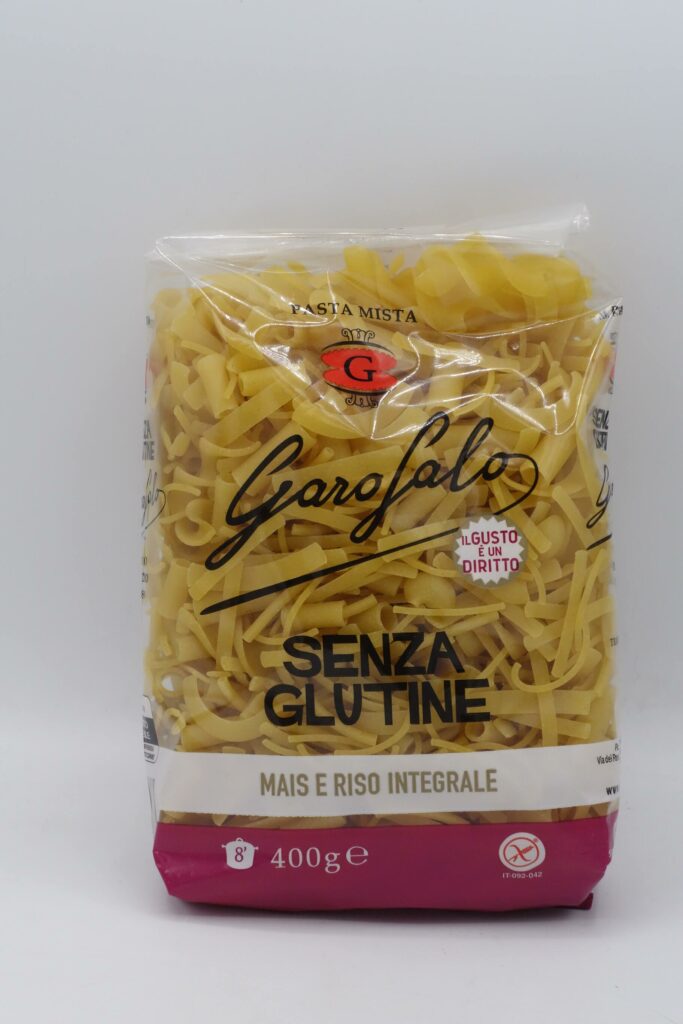 PASTA MISTA
G
Garofalo
IL GUSTO
È UN
DIRITTO
SENZA
GLUTINE
MAIS E RISO INTEGRALE
8'
400g e
IT-092-042